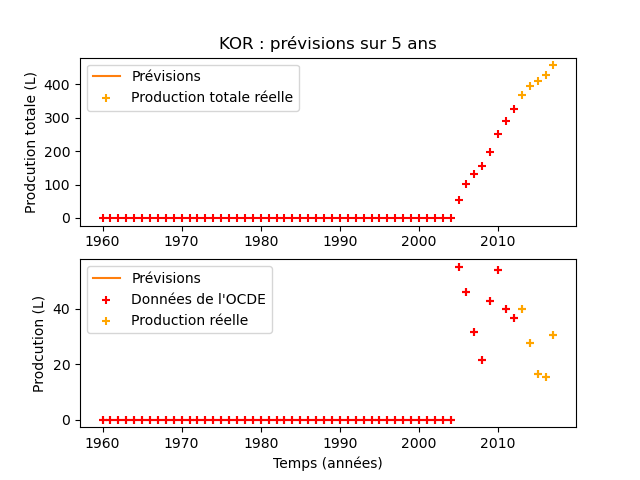 KOR : prévisions sur 5 ans
Prodcution totale (L)
400
300
200
100
0
Prévisions
Production totale réelle
1960 1970 1980 1990 2000 2010
Prodcution (L)
40
20
0
Prévisions
Données de l'OCDE
Production réelle
1960 1970 1980 1990 2000 2010
Temps (années)